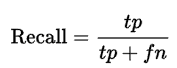 Recall = tp / (tp + fn)